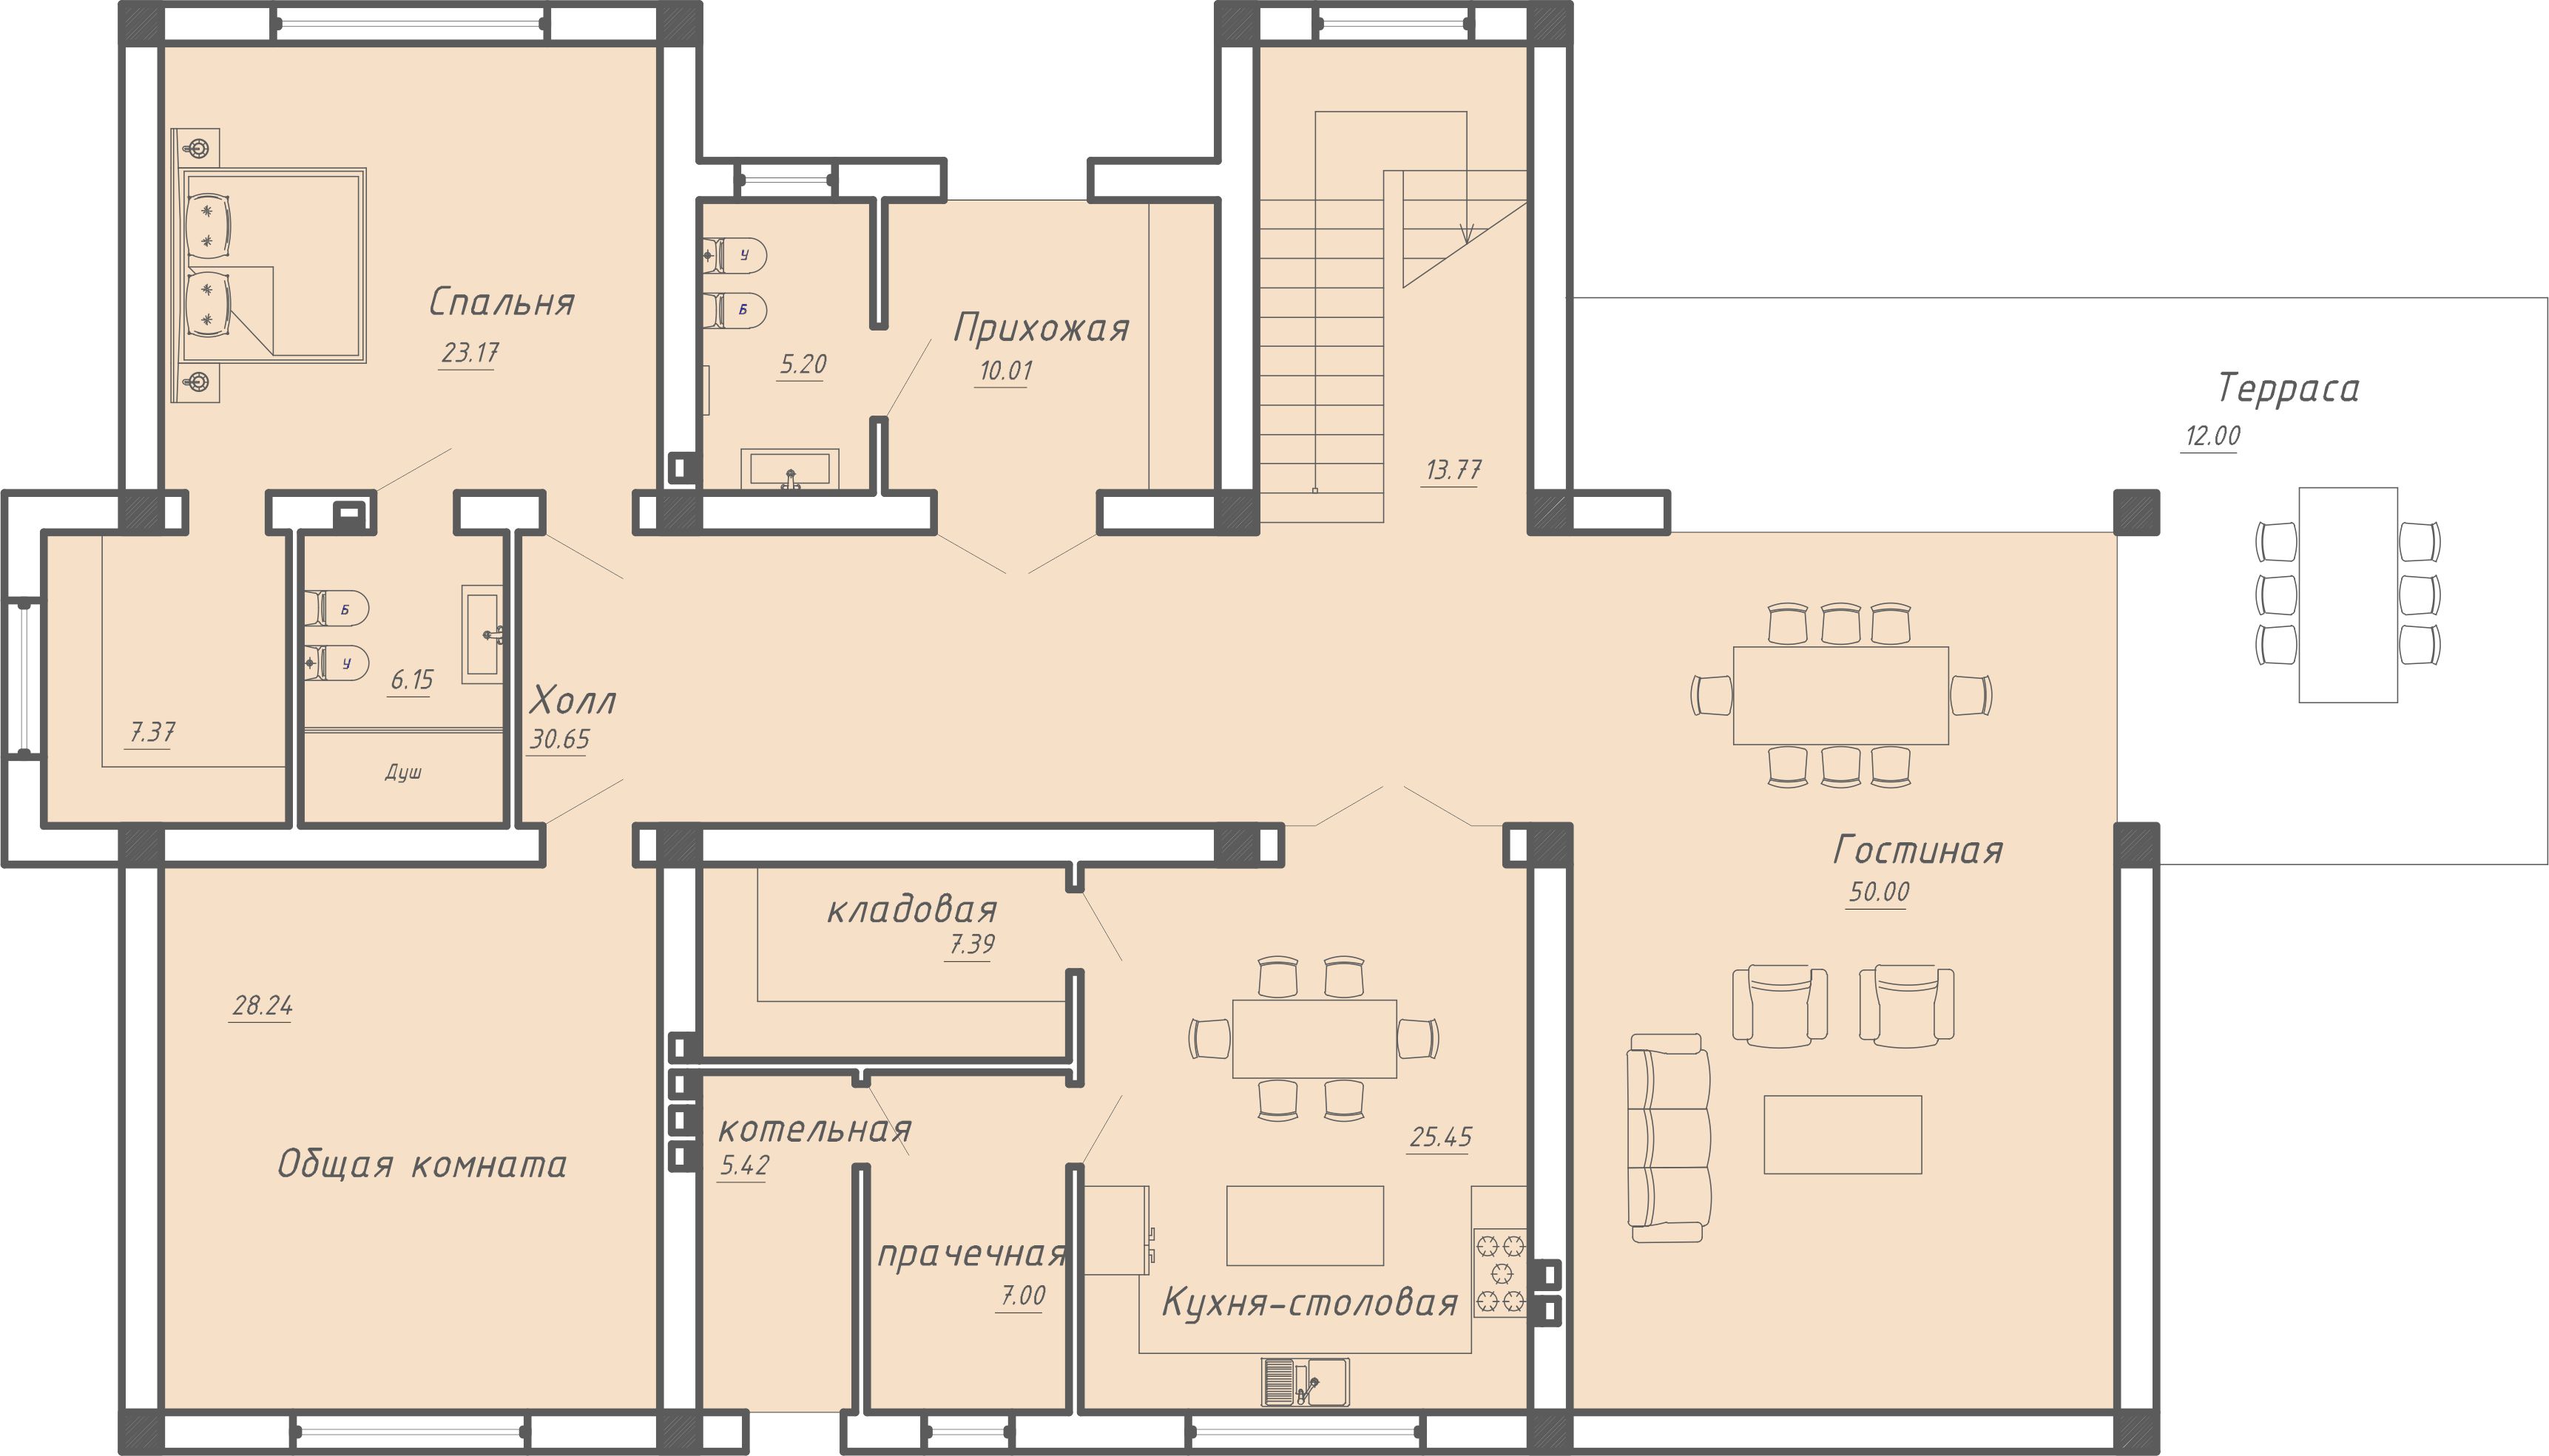 Спальня
23.17
У
Б
5.20
Прихожая
10.01
13.77
Терраса
12.00
Б
У
6.15
7.37
Душ
Холл
30.65
Гостиная
50.00
кладовая
7.39
28.24
Общая комната
котельная
5.42
прачечная
7.00
25.45
Кухня-столовая